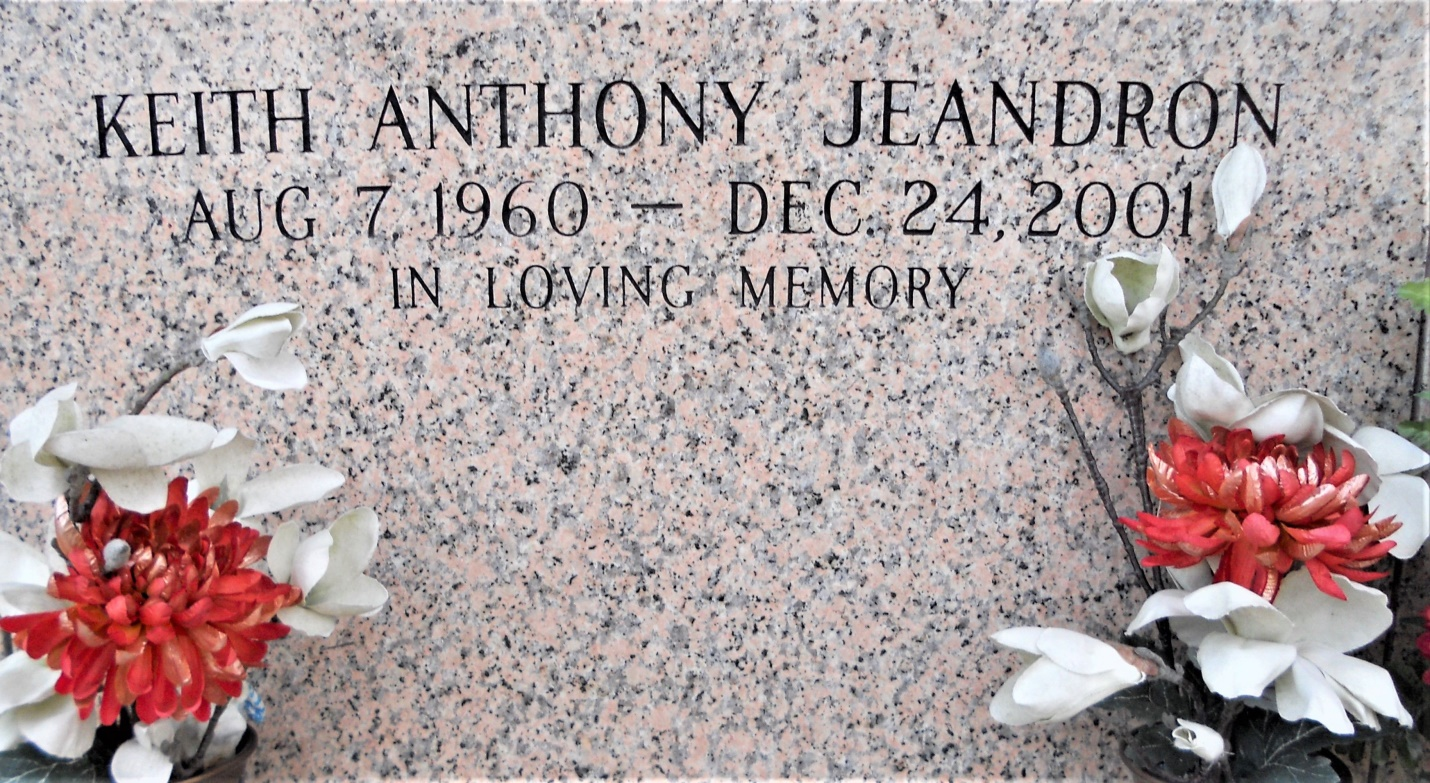 KEITH ANTHONY JEANDRON
AUG 7, 1960 — DEC. 24, 2001
IN LOVING MEMORY